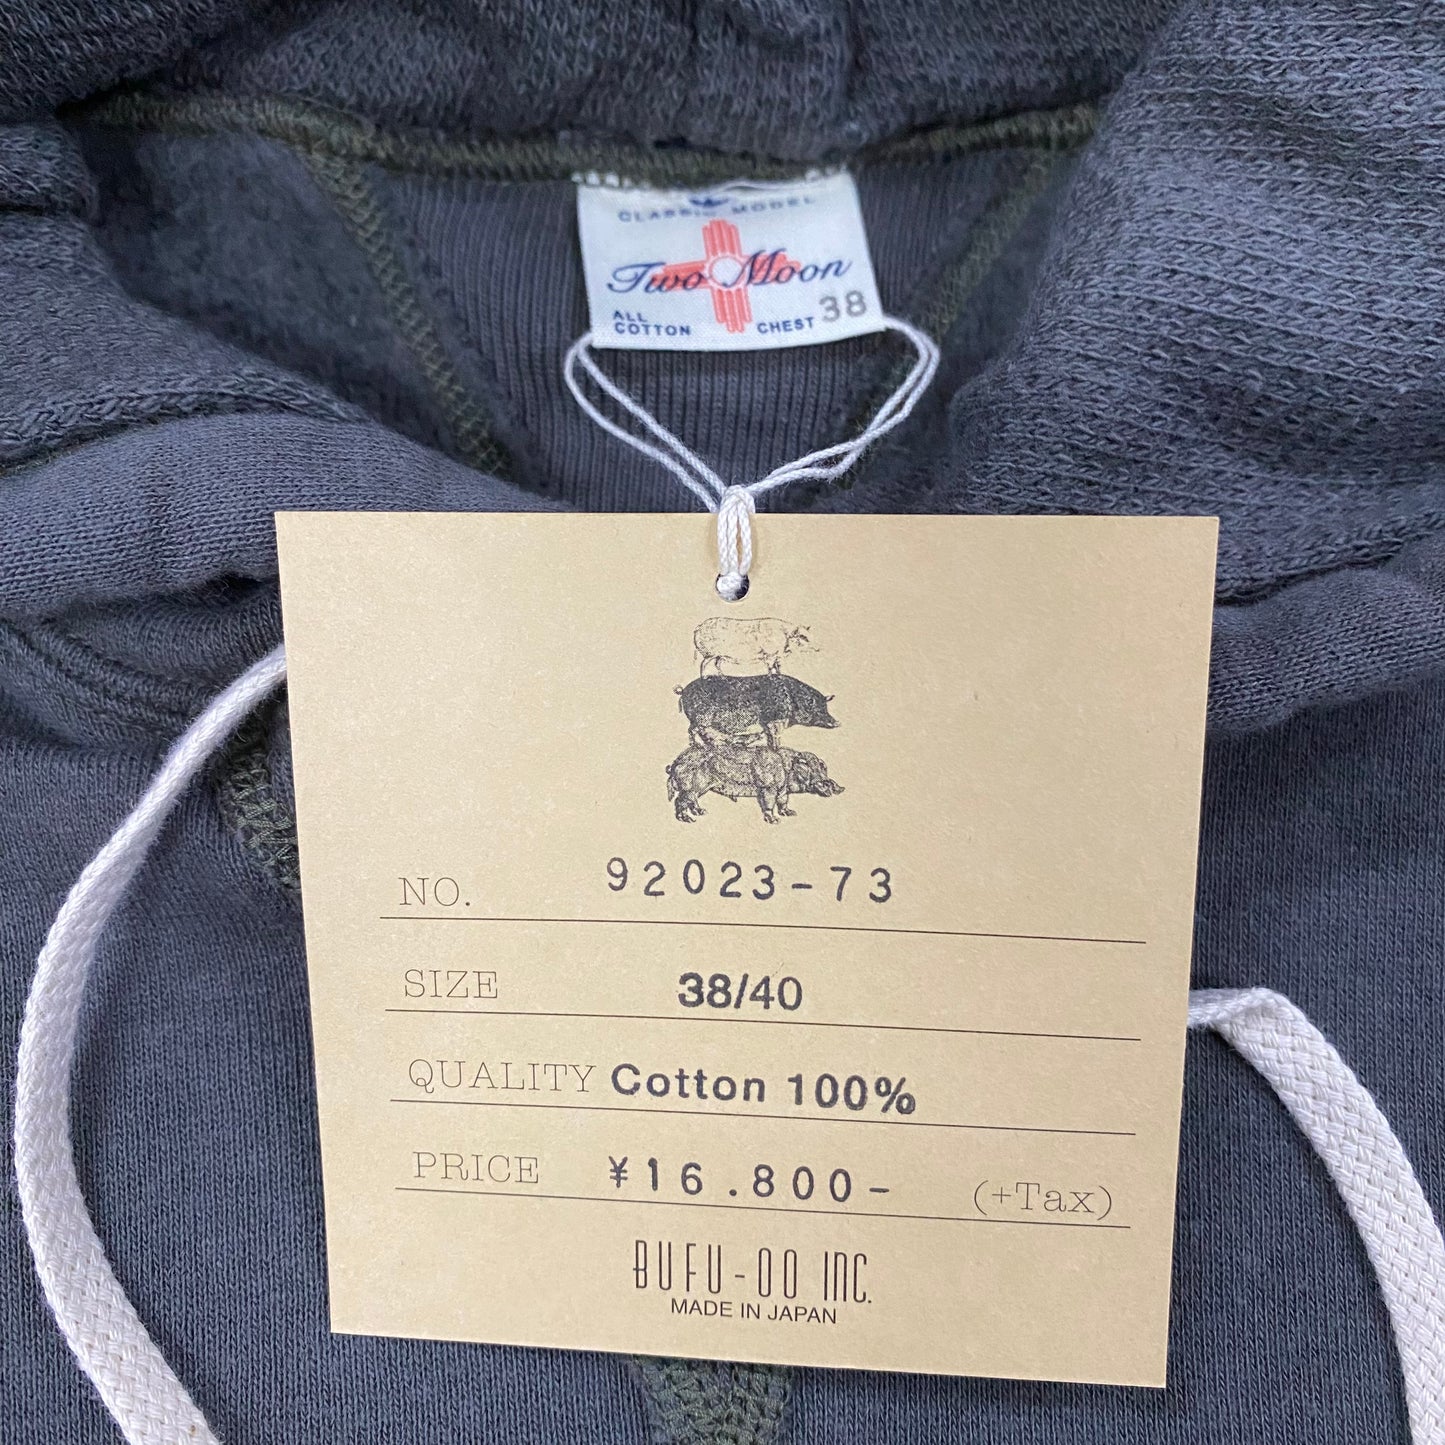 CLASSIC MODEL
Two Moon
ALL
COTTON
CHEST 38
NO. 92023-73
SIZE 38/40
QUALITY Cotton 100%
PRICE ¥16.800- (+Tax)
BUFU-OO INC.
MADE IN JAPAN